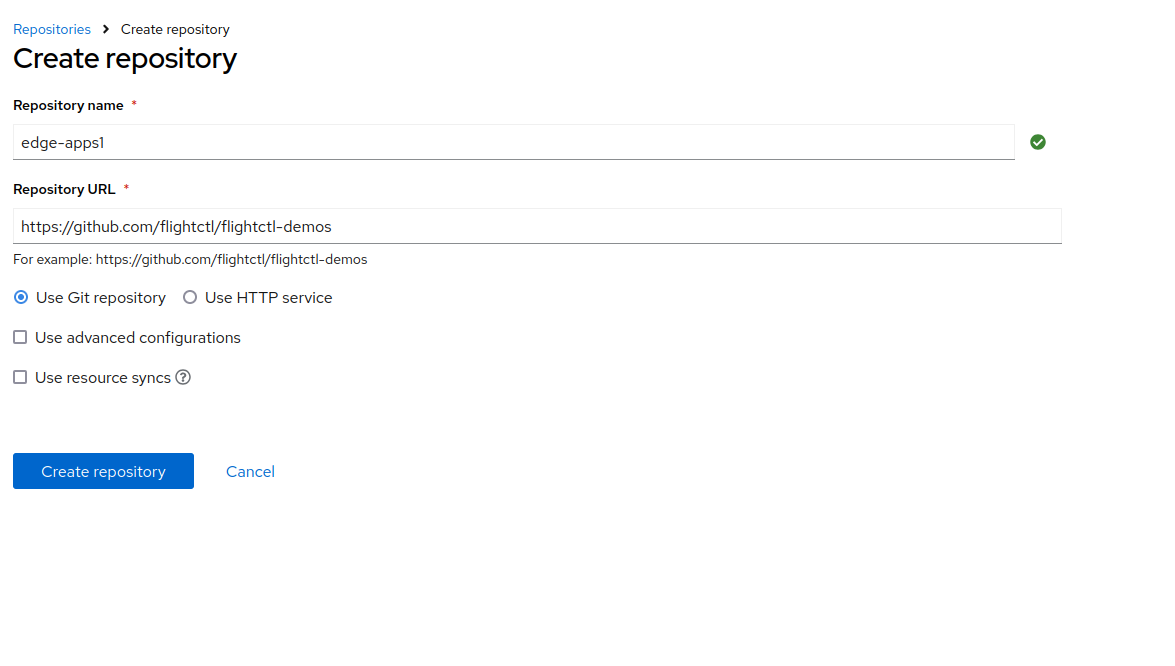 Repositories > Create repository
Create repository
Repository name *
edge-apps1
Repository URL *
https://github.com/flightctl/flightctl-demos
For example: https://github.com/flightctl/flightctl-demos
Use Git repository Use HTTP service
Use advanced configurations
Use resource syncs
Create repository Cancel